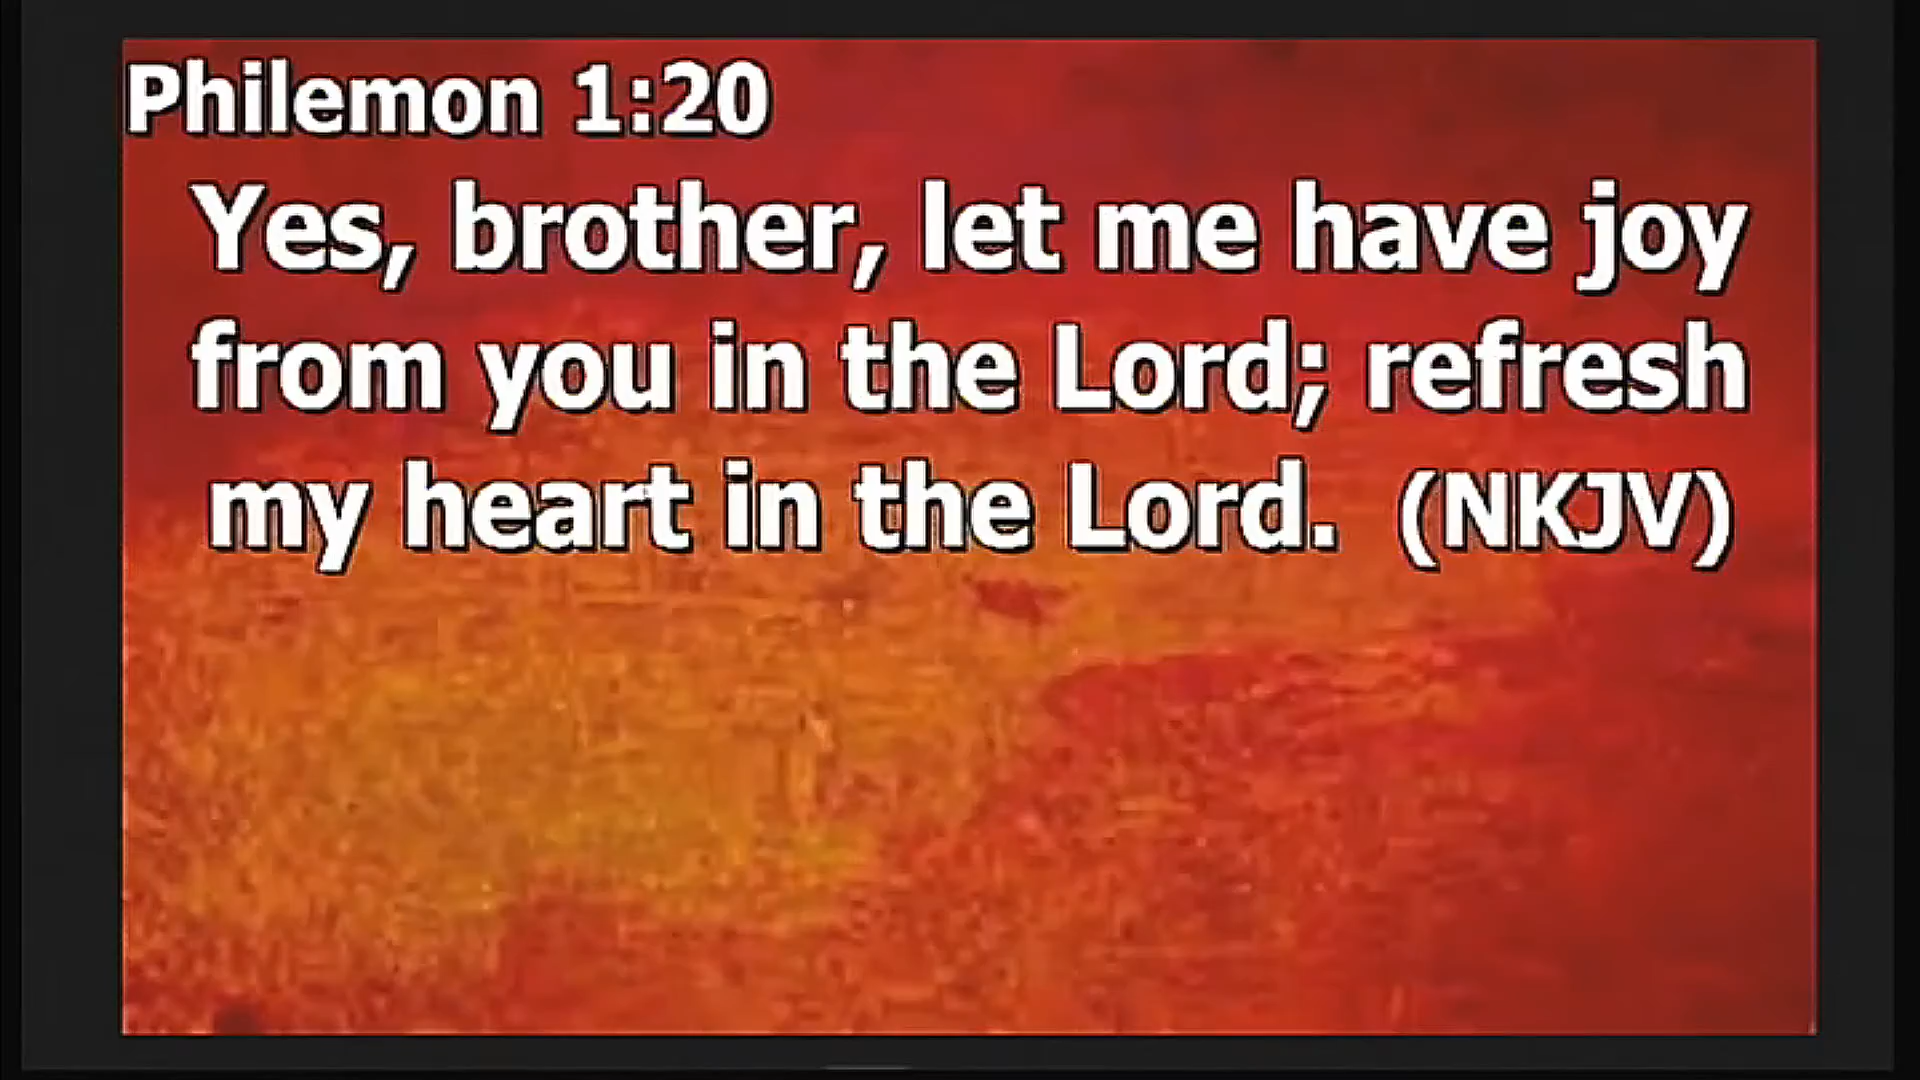 Philemon 1:20
Yes, brother, let me have joy
from you in the Lord; refresh
my heart in the Lord.  (NKJV)